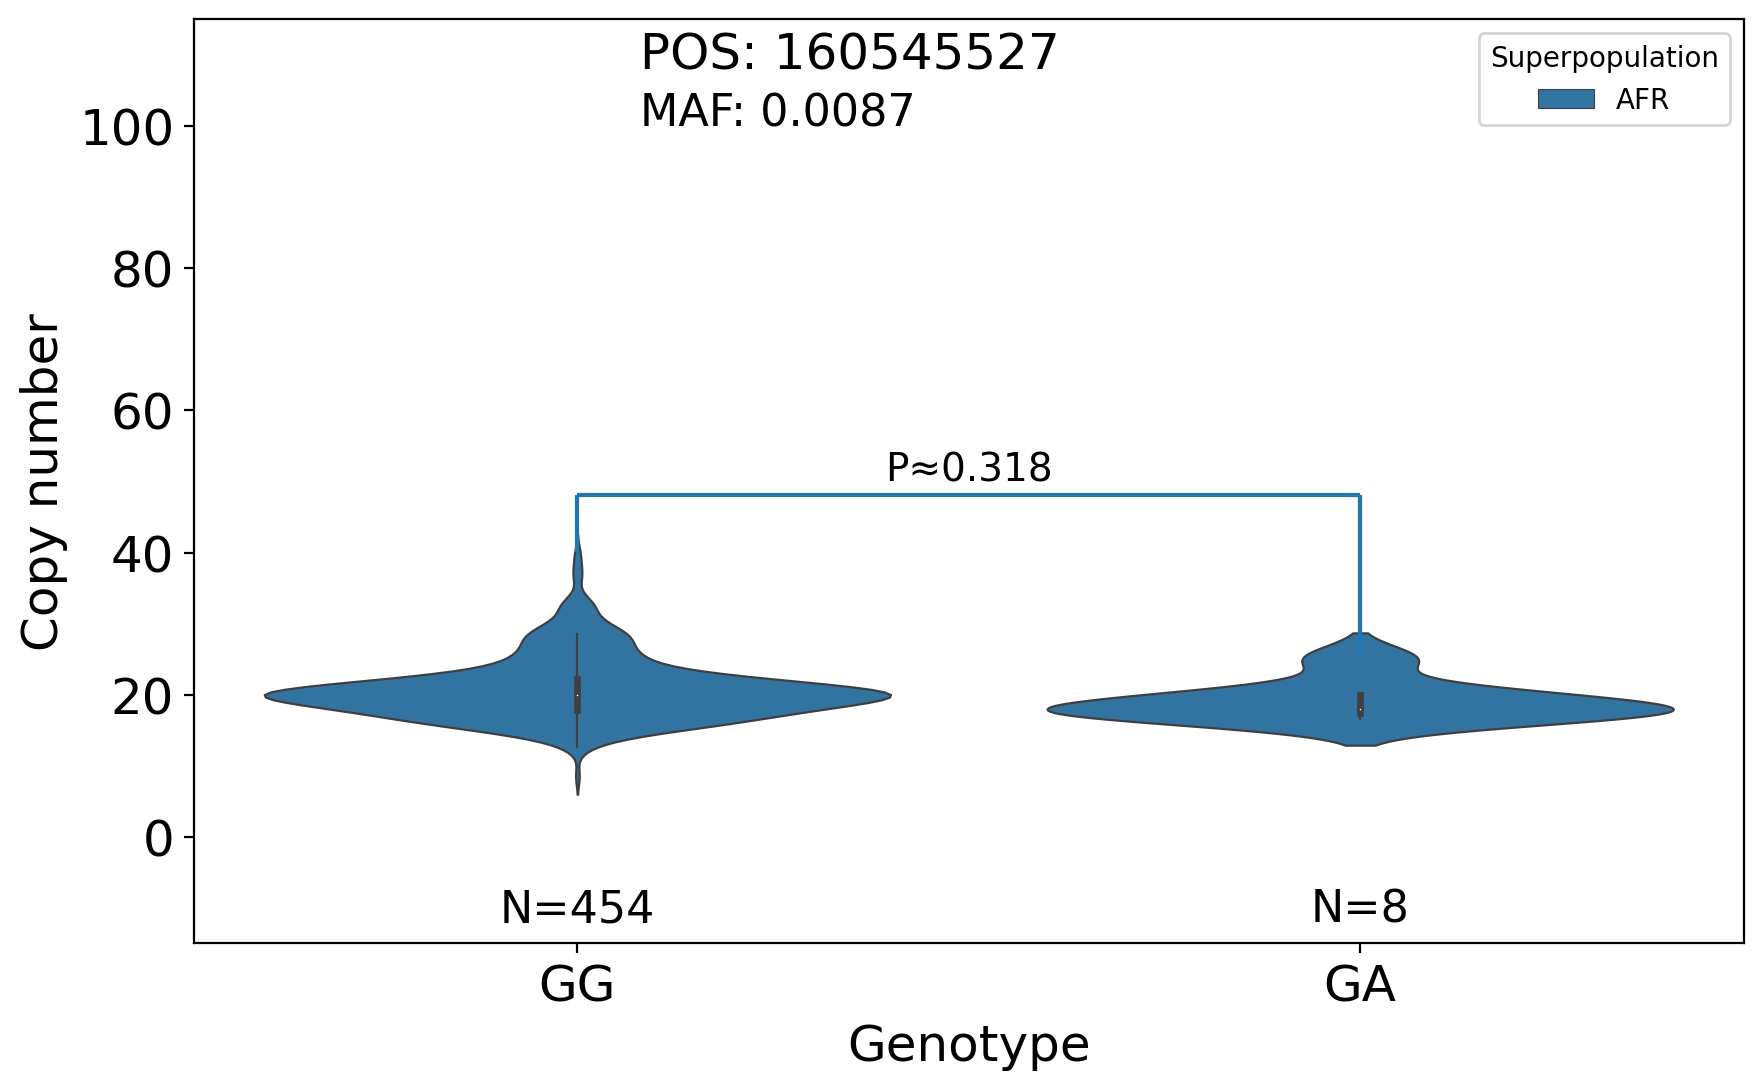 POS: 160545527
MAF: 0.0087
Superpopulation
AFR
100
80
60
40
20
0
Copy number
P≈0.318
N=454
N=8
GG
GA
Genotype